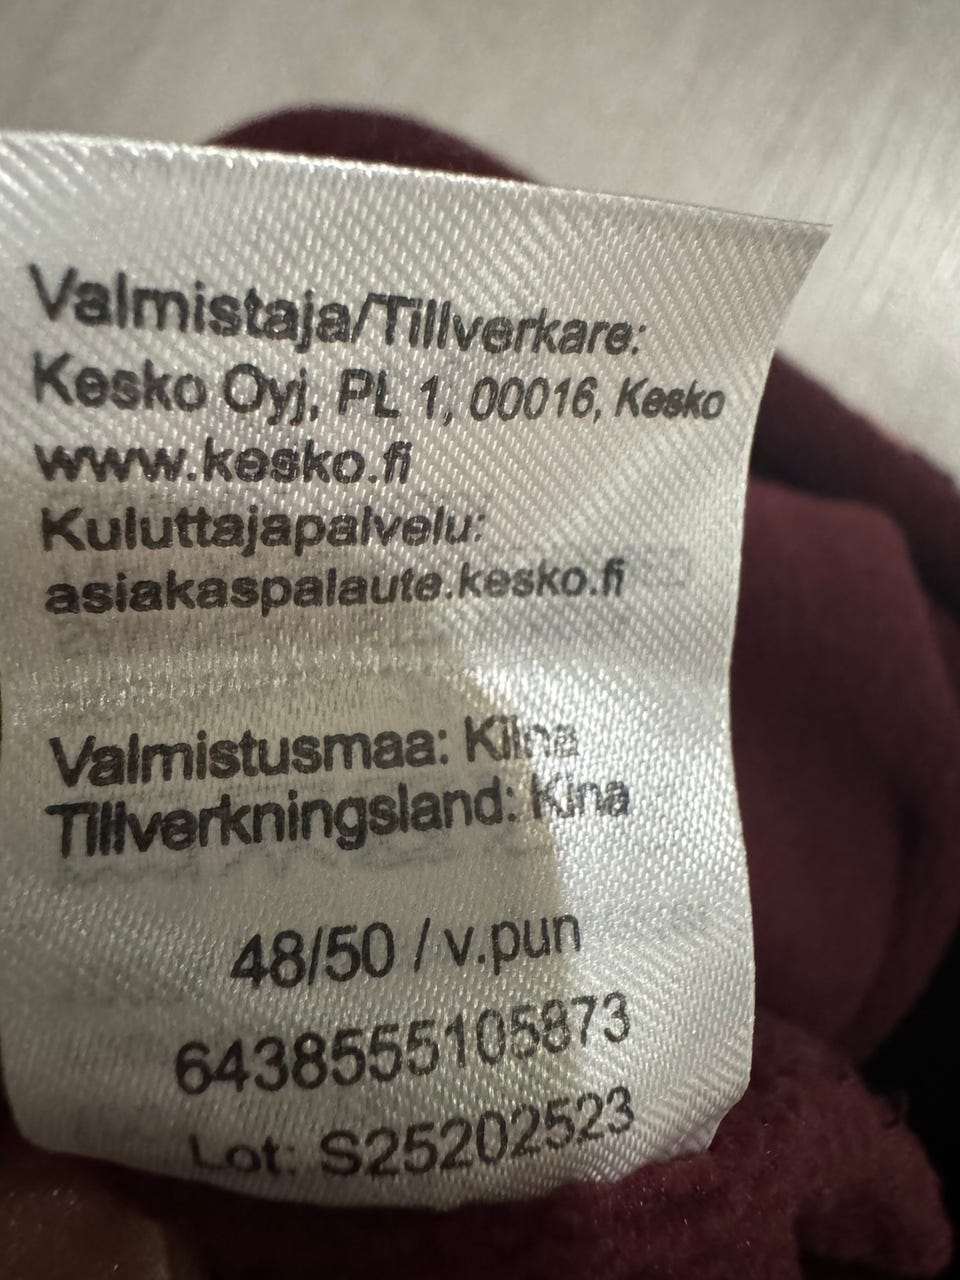 Valmistaja/Tillverkare:
Kesko Oyj, PL 1, 00016, Kesko
www.kesko.fi
Kuluttajapalvelu:
asiakaspalaute.kesko.fi
Valmistusmaa: Kiina
Tillverkningsland: Kina
48/50 / v.pun
6438555105873
Lot: S25202523